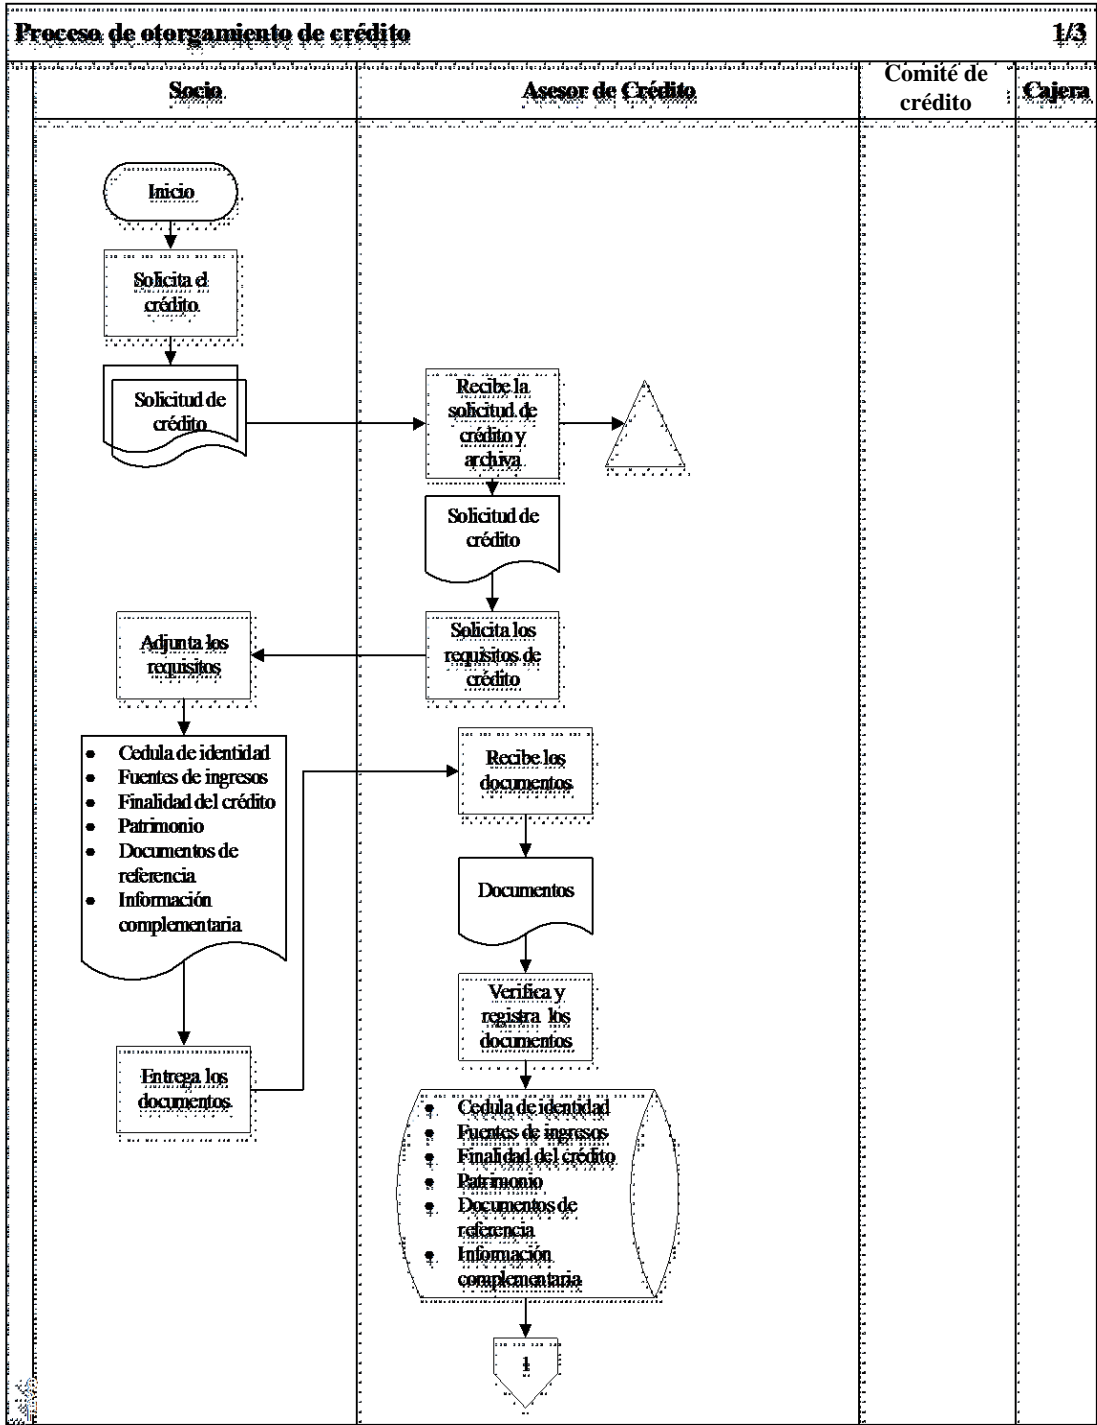 Proceso de otorgamiento de crédito 1/3
Socio
Asesor de Crédito
Comité de
crédito
Cajera
Inicio
Solicita el
crédito
Solicitud de
crédito
Recibe la
solicitud de
crédito y
archiva
Solicitud de
crédito
Solicita los
requisitos de
crédito
Adjunta los
requisitos
Cedula de identidad
Fuentes de ingresos
Finalidad del crédito
Patrimonio
Documentos de
referencia
Información
complementaria
Entrega los
documentos
Recibe los
documentos
Documentos
Verifica y
registra los
documentos
Cedula de identidad
Fuentes de ingresos
Finalidad del crédito
Patrimonio
Documentos de
referencia
Información
complementaria
1